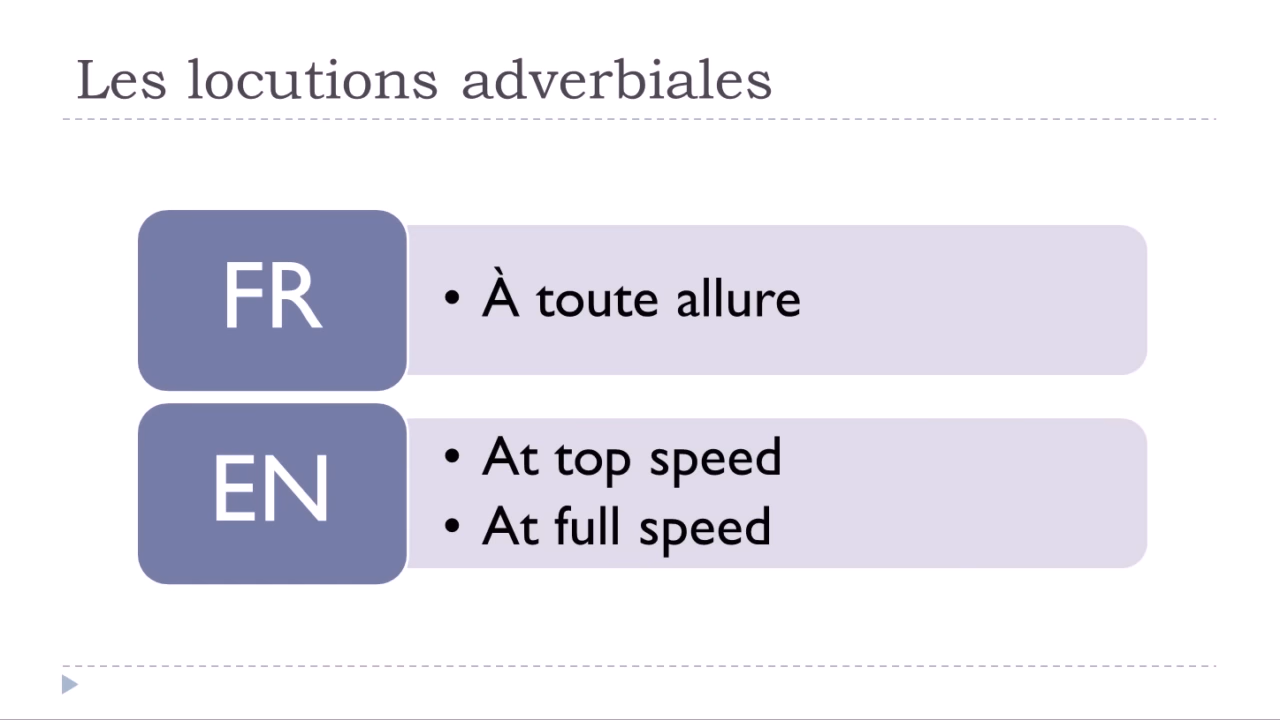 Les locutions adverbiales
FR
• À toute allure
EN
• At top speed
• At full speed